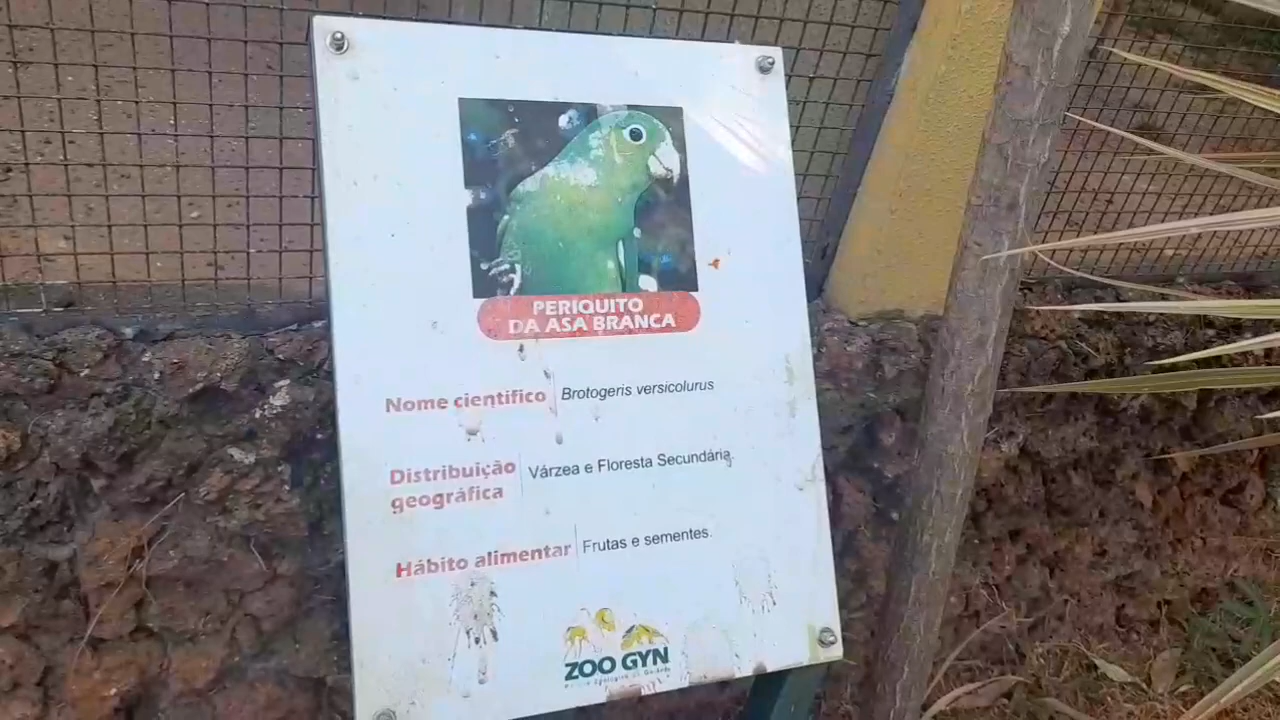 PERIQUITO
DA ASA BRANCA
Nome científico
Brotogeris versicolurus
Distribuição
geográfica
Várzea e Floresta Secundária.
Hábito alimentar
Frutas e sementes.
ZOO GYN